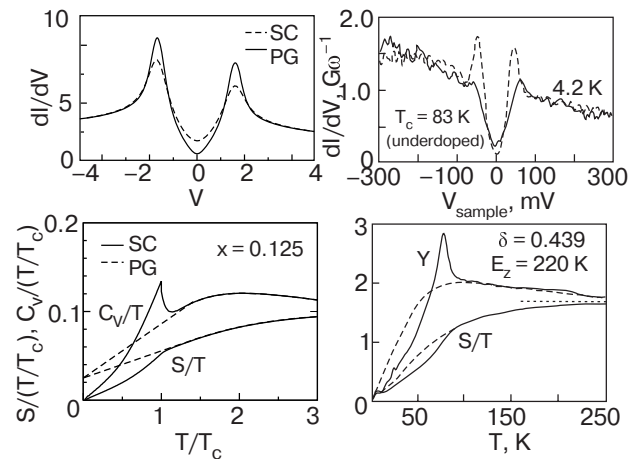 10
5
0
dI/dV
SC
PG
−4
−2
0
2
4
V
2.0
1.0
0
dI/dV, Gω⁻¹
4.2 K
T_c = 83 K
(underdoped)
−300
−100
0
100
300
V_sample, mV
0.2
0.1
0
S/(T/T_c), C_v/(T/T_c)
SC
PG
x = 0.125
C_V/T
S/T
0
1
2
3
T/T_c
3
2
1
0
δ = 0.439
E_z = 220 K
Υ
S/T
50
100
150
200
250
T, K